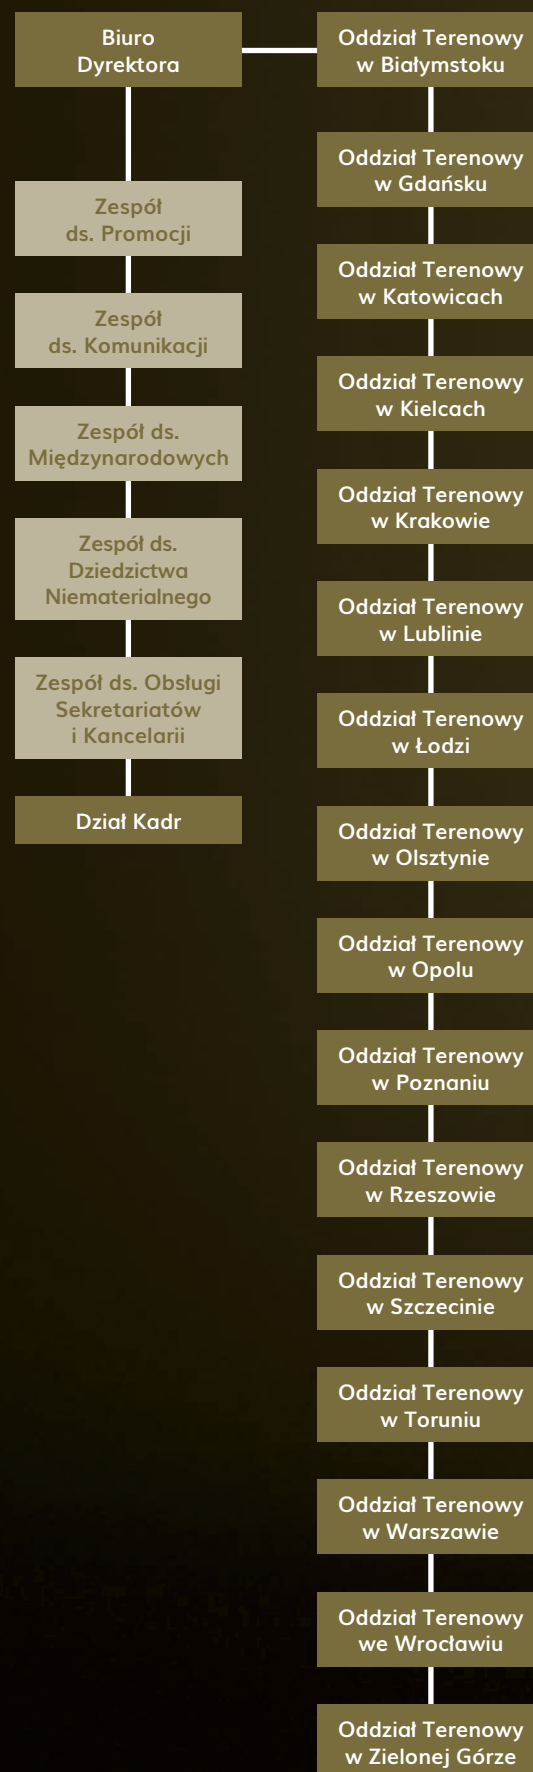 Biuro
Dyrektora
Zespół
ds. Promocji
Zespół
ds. Komunikacji
Zespół ds.
Międzynarodowych
Zespół ds.
Dziedzictwa
Niematerialnego
Zespół ds. Obsługi
Sekretariatów
i Kancelarii
Dział Kadr
Oddział Terenowy
w Białymstoku
Oddział Terenowy
w Gdańsku
Oddział Terenowy
w Katowicach
Oddział Terenowy
w Kielcach
Oddział Terenowy
w Krakowie
Oddział Terenowy
w Lublinie
Oddział Terenowy
w Łodzi
Oddział Terenowy
w Olsztynie
Oddział Terenowy
w Opolu
Oddział Terenowy
w Poznaniu
Oddział Terenowy
w Rzeszowie
Oddział Terenowy
w Szczecinie
Oddział Terenowy
w Toruniu
Oddział Terenowy
w Warszawie
Oddział Terenowy
we Wrocławiu
Oddział Terenowy
w Zielonej Górze